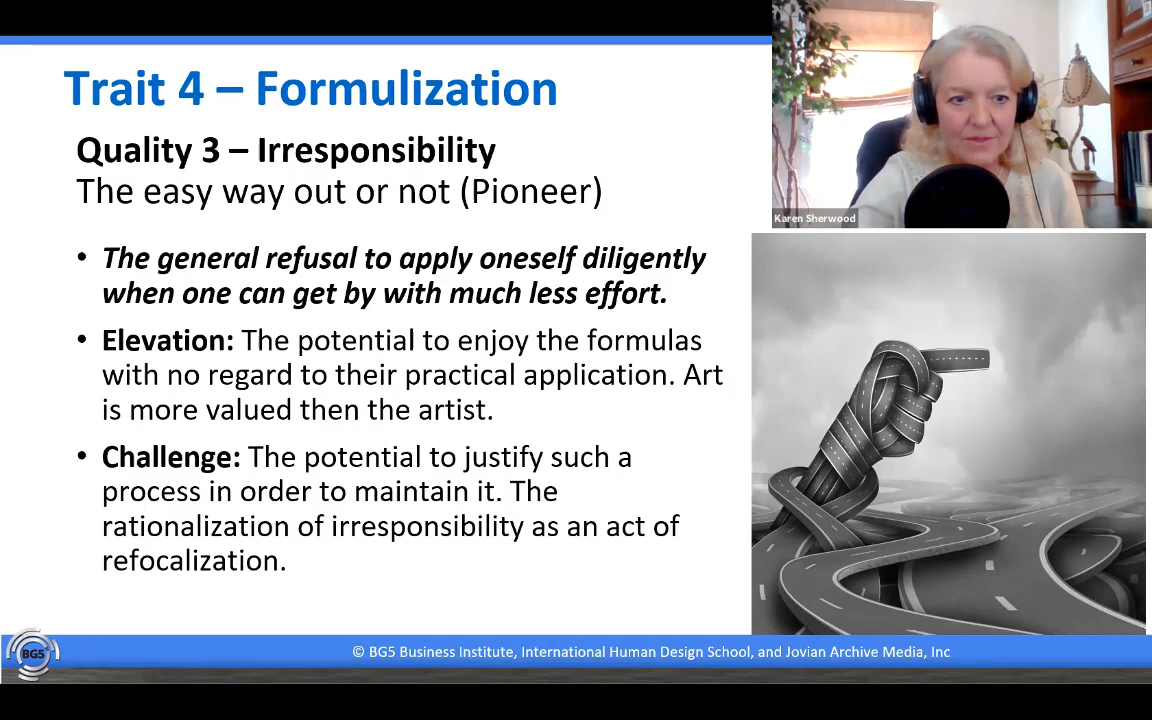 Trait 4 – Formulization
Quality 3 – Irresponsibility
The easy way out or not (Pioneer)
• The general refusal to apply oneself diligently
when one can get by with much less effort.
• Elevation: The potential to enjoy the formulas
with no regard to their practical application. Art
is more valued then the artist.
• Challenge: The potential to justify such a
process in order to maintain it. The
rationalization of irresponsibility as an act of
refocalization.
Karen Sherwood
BG5
© BG5 Business Institute, International Human Design School, and Jovian Archive Media, Inc